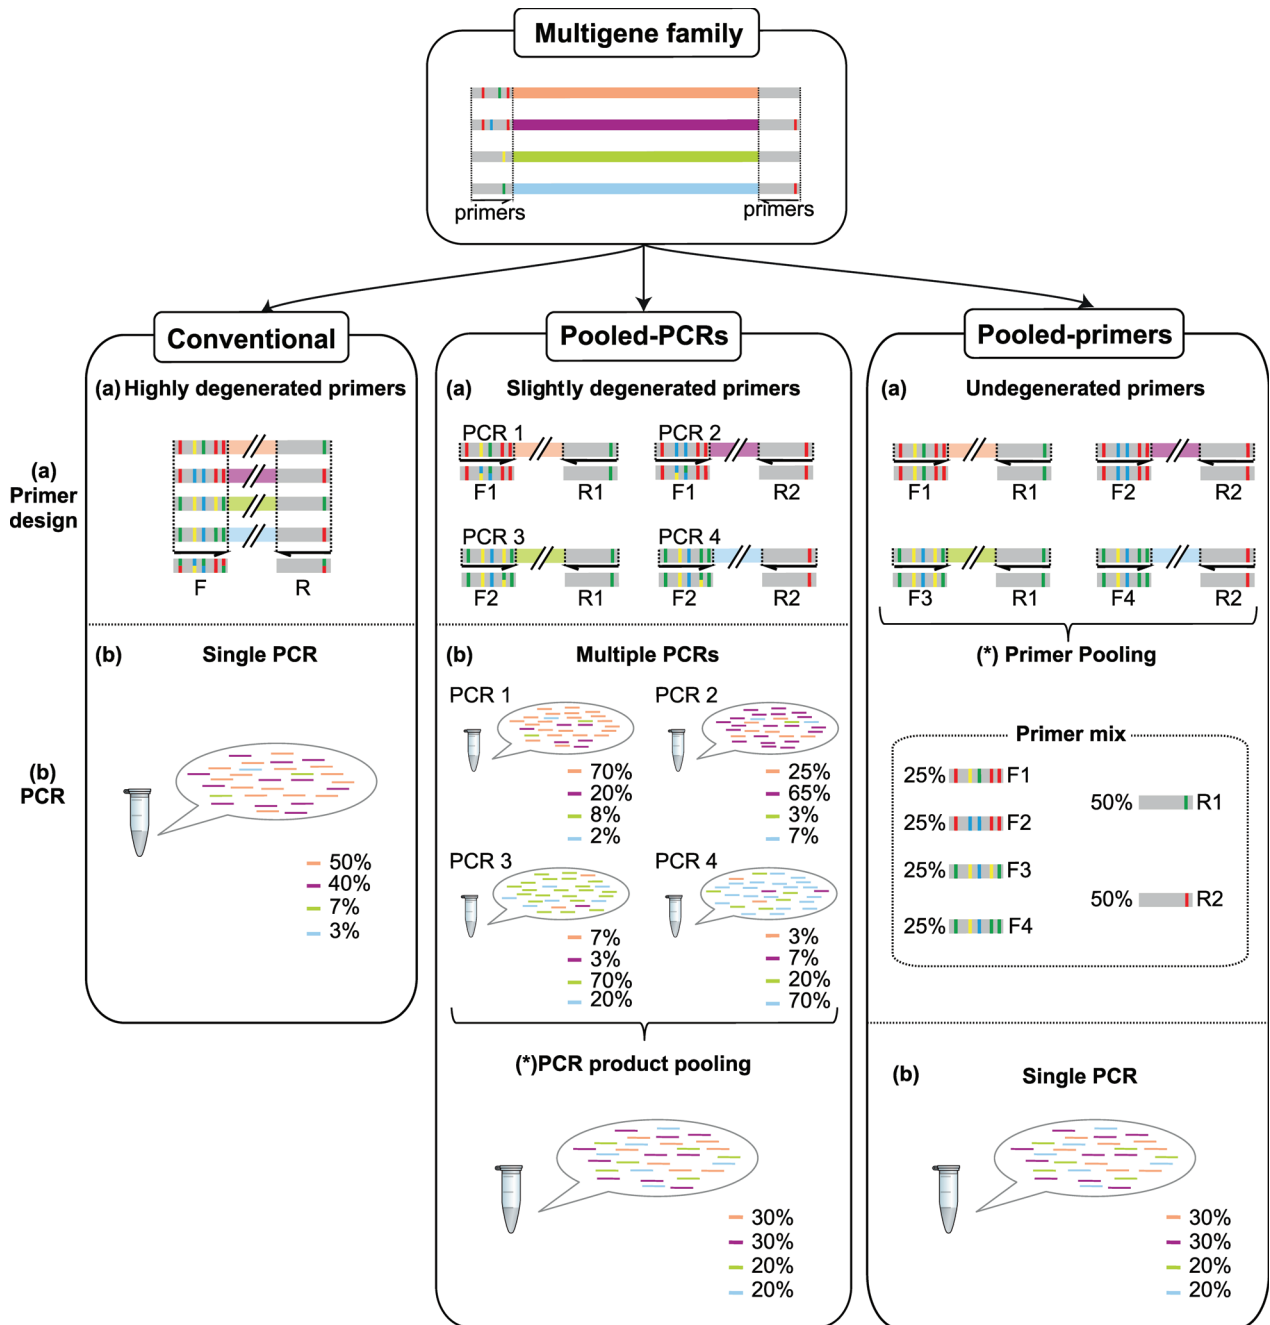 Multigene family
primers
primers
Conventional
Pooled-PCRs
Pooled-primers
(a) Highly degenerated primers
(a) Slightly degenerated primers
(a) Undegenerated primers
(a)
Primer
design
F
R
PCR 1
PCR 2
F1
R1
F1
R2
PCR 3
PCR 4
F2
R1
F2
R2
F1
R1
F2
R2
F3
R1
F4
R2
(b) Single PCR
(b) Multiple PCRs
(*) Primer Pooling
(b)
PCR
50%
40%
7%
3%
PCR 1
70%
20%
8%
2%
PCR 2
25%
65%
3%
7%
PCR 3
7%
3%
70%
20%
PCR 4
3%
7%
20%
70%
Primer mix
25% F1
25% F2
25% F3
25% F4
50% R1
50% R2
(*)PCR product pooling
30%
30%
20%
20%
(b) Single PCR
30%
30%
20%
20%